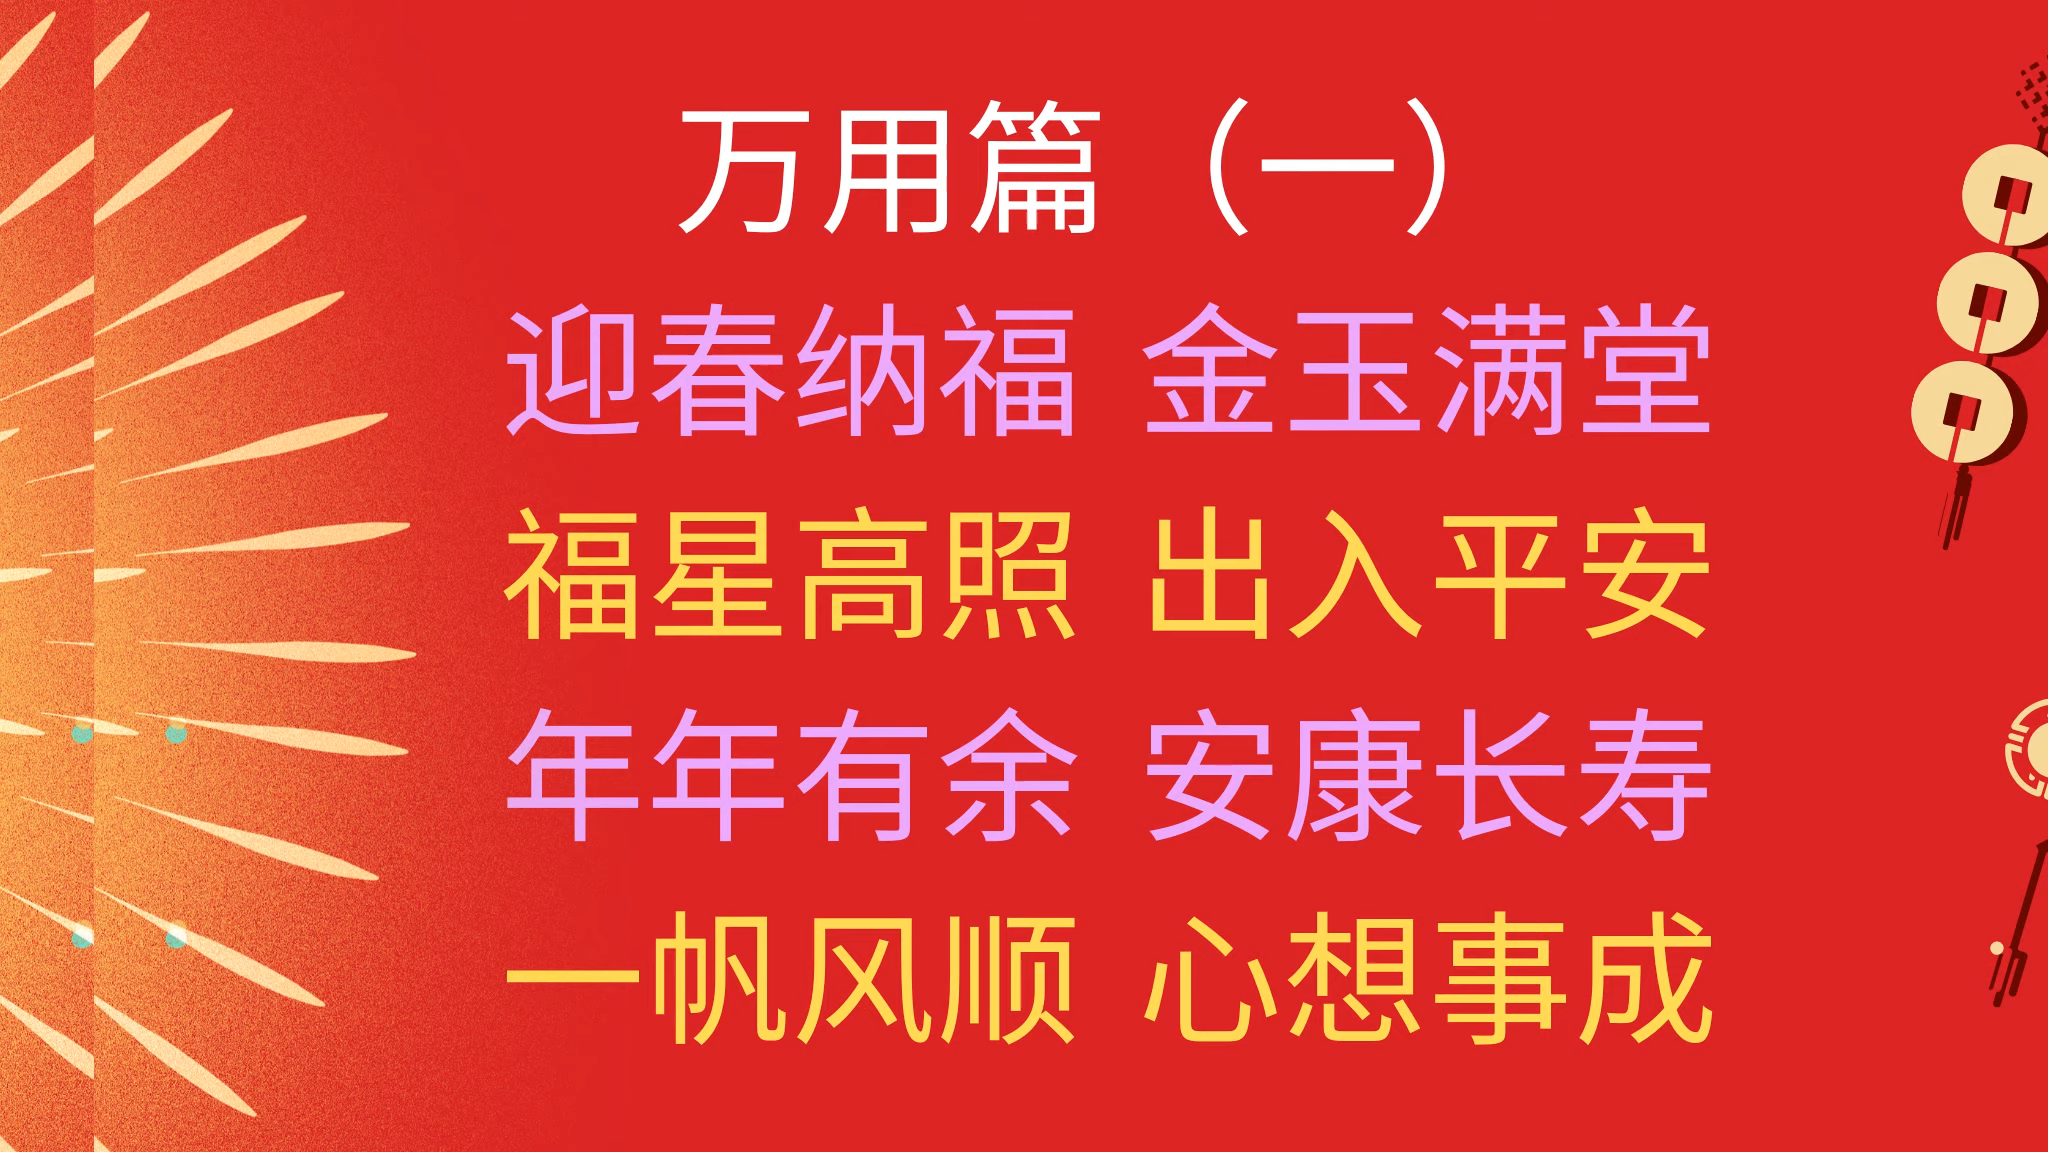 万用篇（一）
迎春纳福 金玉满堂
福星高照 出入平安
年年有余 安康长寿
一帆风顺 心想事成